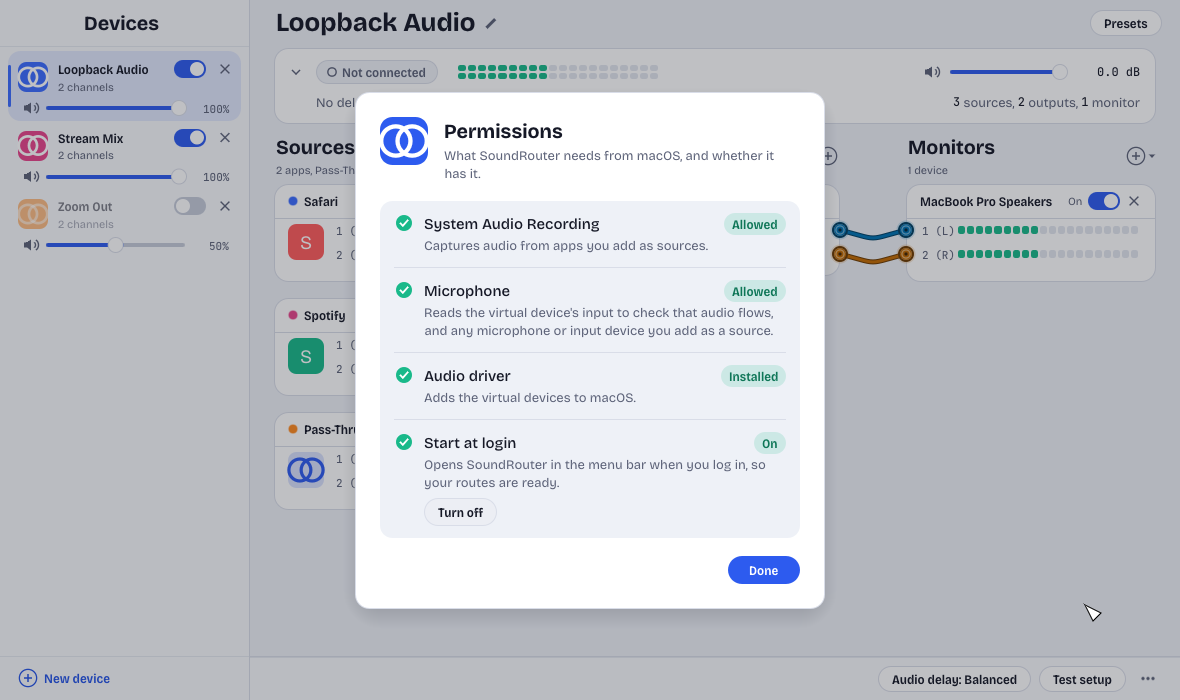 Devices
Loopback Audio
2 channels
100%
Stream Mix
2 channels
100%
Zoom Out
2 channels
50%
New device
Loopback Audio
Presets
Not connected
0.0 dB
No del
3 sources, 2 outputs, 1 monitor
Sources
2 apps, Pass-Th
Safari
S
1 (
2 (
Spotify
S
1 (
2 (
Pass-Thru
1 (
2 (
Monitors
1 device
MacBook Pro Speakers
On
1 (L)
2 (R)
Permissions
What SoundRouter needs from macOS, and whether it
has it.
System Audio Recording
Allowed
Captures audio from apps you add as sources.
Microphone
Allowed
Reads the virtual device's input to check that audio flows,
and any microphone or input device you add as a source.
Audio driver
Installed
Adds the virtual devices to macOS.
Start at login
On
Opens SoundRouter in the menu bar when you log in, so
your routes are ready.
Turn off
Done
Audio delay: Balanced
Test setup